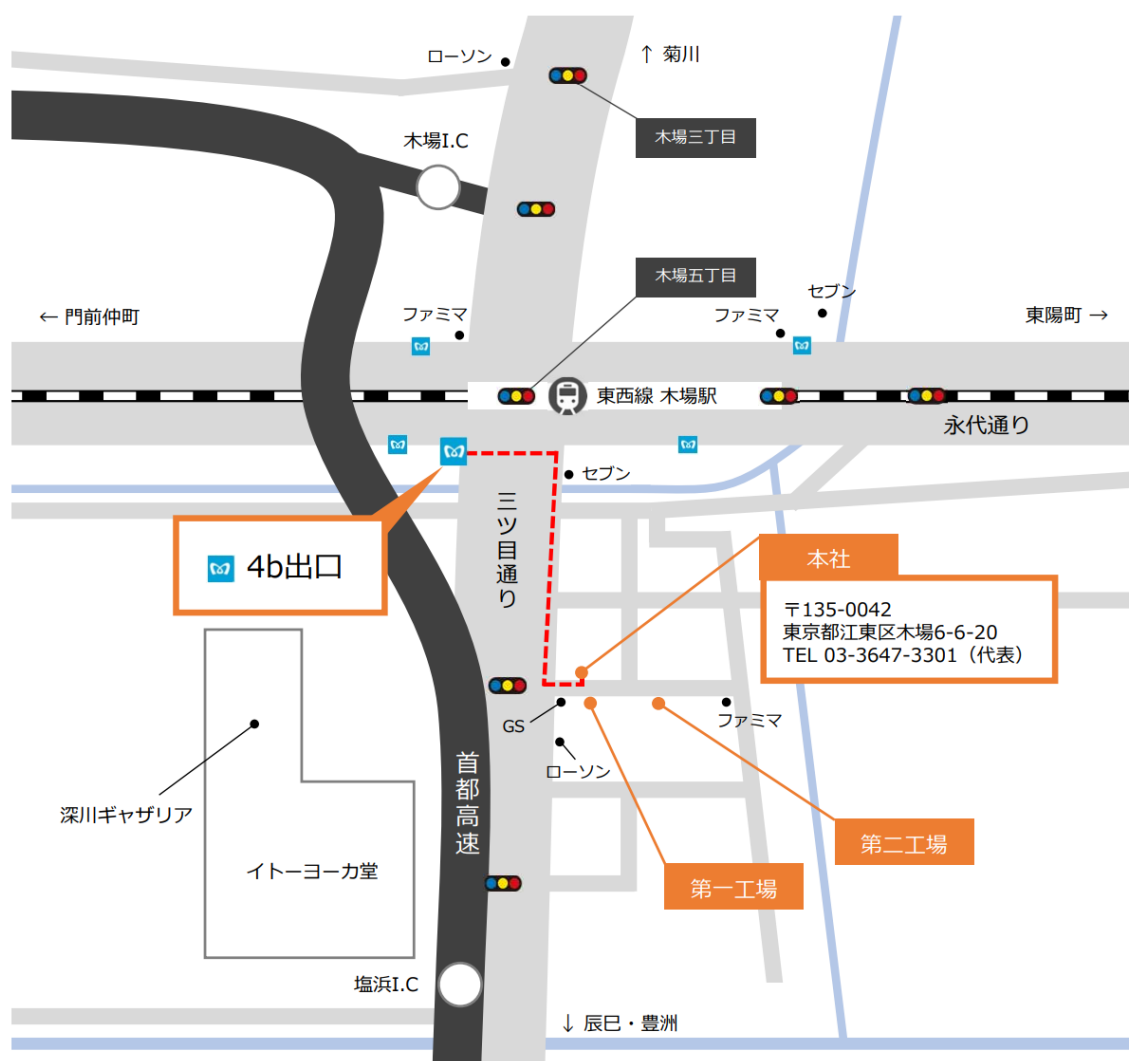 ローソン
↑ 菊川
木場三丁目
木場I.C
木場五丁目
← 門前仲町
ファミマ
ファミマ
セブン
東陽町 →
東西線 木場駅
永代通り
セブン
三ツ目通り
4b出口
本社
〒135-0042
東京都江東区木場6-6-20
TEL 03-3647-3301（代表）
GS
ファミマ
ローソン
首都高速
深川ギャザリア
イトーヨーカ堂
第二工場
第一工場
塩浜I.C
↓ 辰巳・豊洲